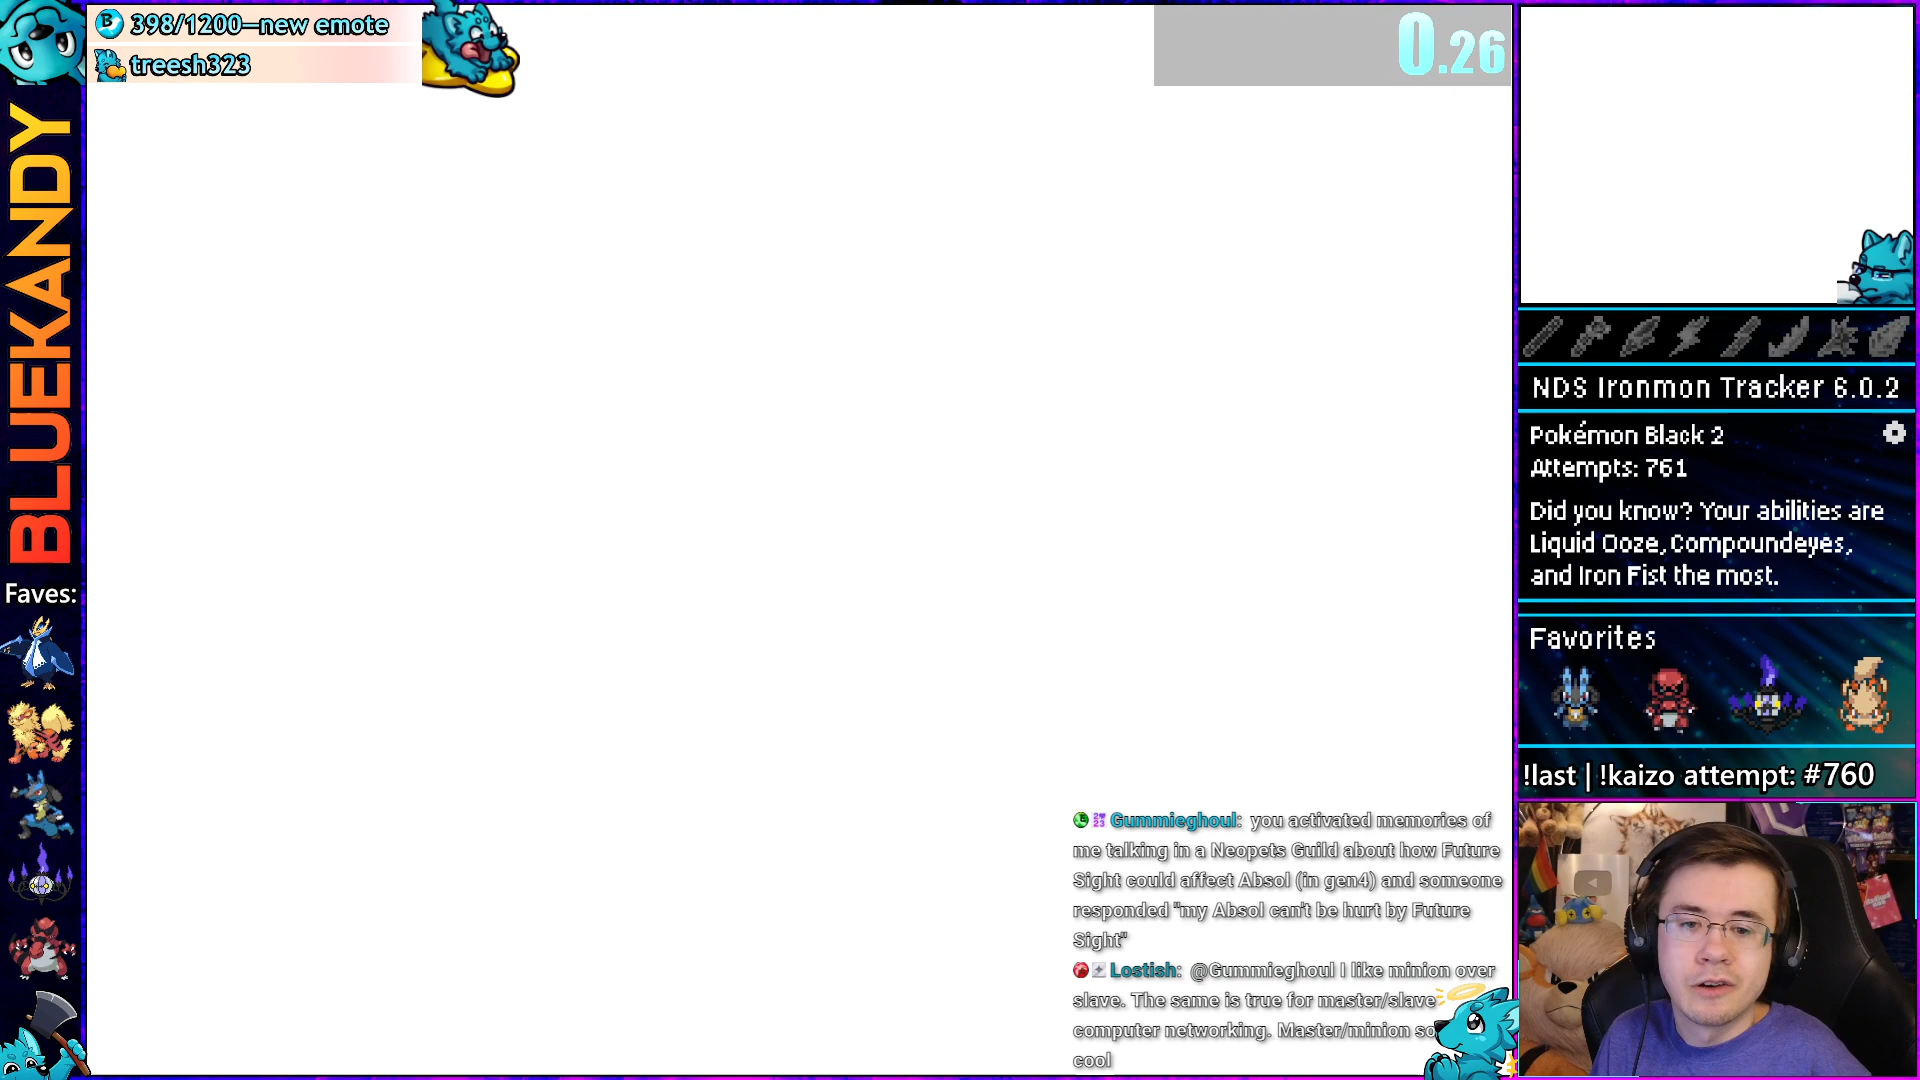 398/1200—new emote
treesh323
0.26
BLUEKANDY
Faves:
NDS Ironmon Tracker 6.0.2
Pokémon Black 2
Attempts: 761
Did you know? Your abilities are
Liquid Ooze, Compoundeyes,
and Iron Fist the most.
Favorites
!last | !kaizo attempt: #760
Gummieghoul: you activated memories of
me talking in a Neopets Guild about how Future
Sight could affect Absol (in gen4) and someone
responded "my Absol can't be hurt by Future
Sight"
Lostish: @Gummieghoul I like minion over
slave. The same is true for master/slave
computer networking. Master/minion so
cool